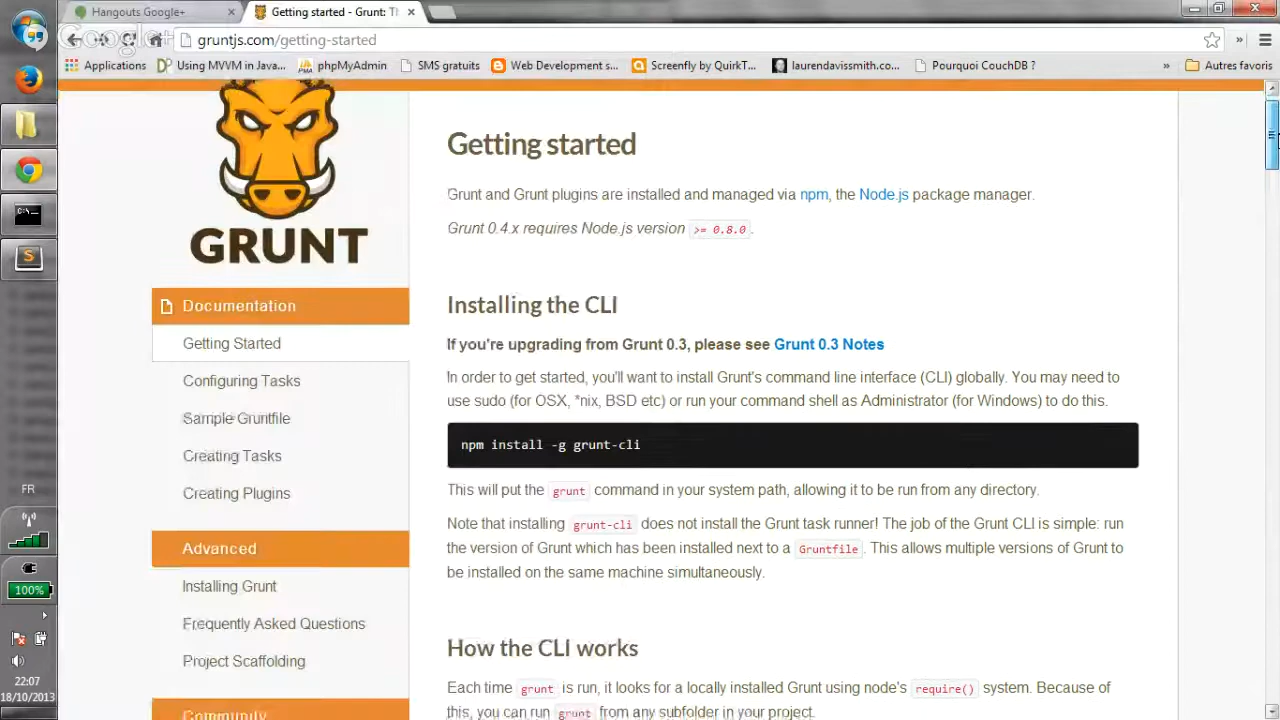 Hangouts Google+
Getting started - Grunt: Th
gruntjs.com/getting-started
Google+
Applications
Using MVVM in Java...
phpMyAdmin
SMS gratuits
Web Development s...
Screenfly by QuirkT...
laurendavissmith.co...
Pourquoi CouchDB ?
»
Autres favoris
GRUNT
Documentation
Getting Started
Configuring Tasks
Sample Gruntfile
Creating Tasks
Creating Plugins
Advanced
Installing Grunt
Frequently Asked Questions
Project Scaffolding
Community
Getting started
Grunt and Grunt plugins are installed and managed via npm, the Node.js package manager.
Grunt 0.4.x requires Node.js version >= 0.8.0.
Installing the CLI
If you're upgrading from Grunt 0.3, please see Grunt 0.3 Notes
In order to get started, you'll want to install Grunt's command line interface (CLI) globally. You may need to
use sudo (for OSX, *nix, BSD etc) or run your command shell as Administrator (for Windows) to do this.
npm install -g grunt-cli
This will put the grunt command in your system path, allowing it to be run from any directory.
Note that installing grunt-cli does not install the Grunt task runner! The job of the Grunt CLI is simple: run
the version of Grunt which has been installed next to a Gruntfile. This allows multiple versions of Grunt to
be installed on the same machine simultaneously.
How the CLI works
Each time grunt is run, it looks for a locally installed Grunt using node's require() system. Because of
this, you can run grunt from any subfolder in your project.
FR
100%
22:07
18/10/2013